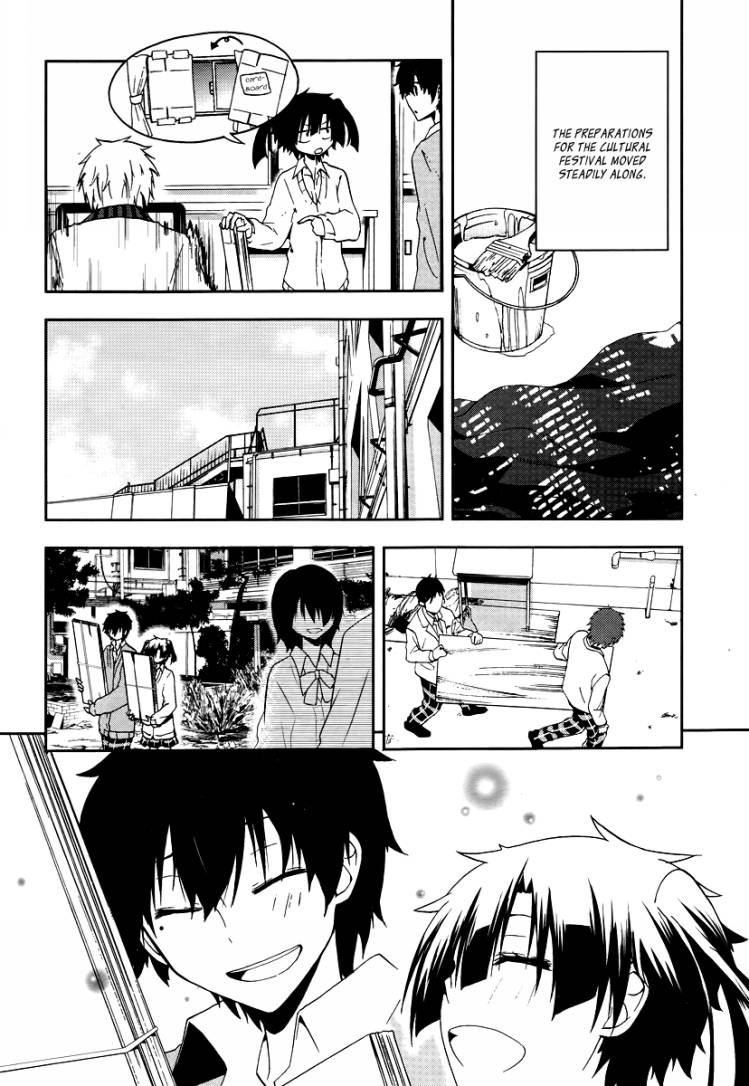 THE PREPARATIONS
FOR THE CULTURAL
FESTIVAL MOVED
STEADILY ALONG.
CARD-
BOARD